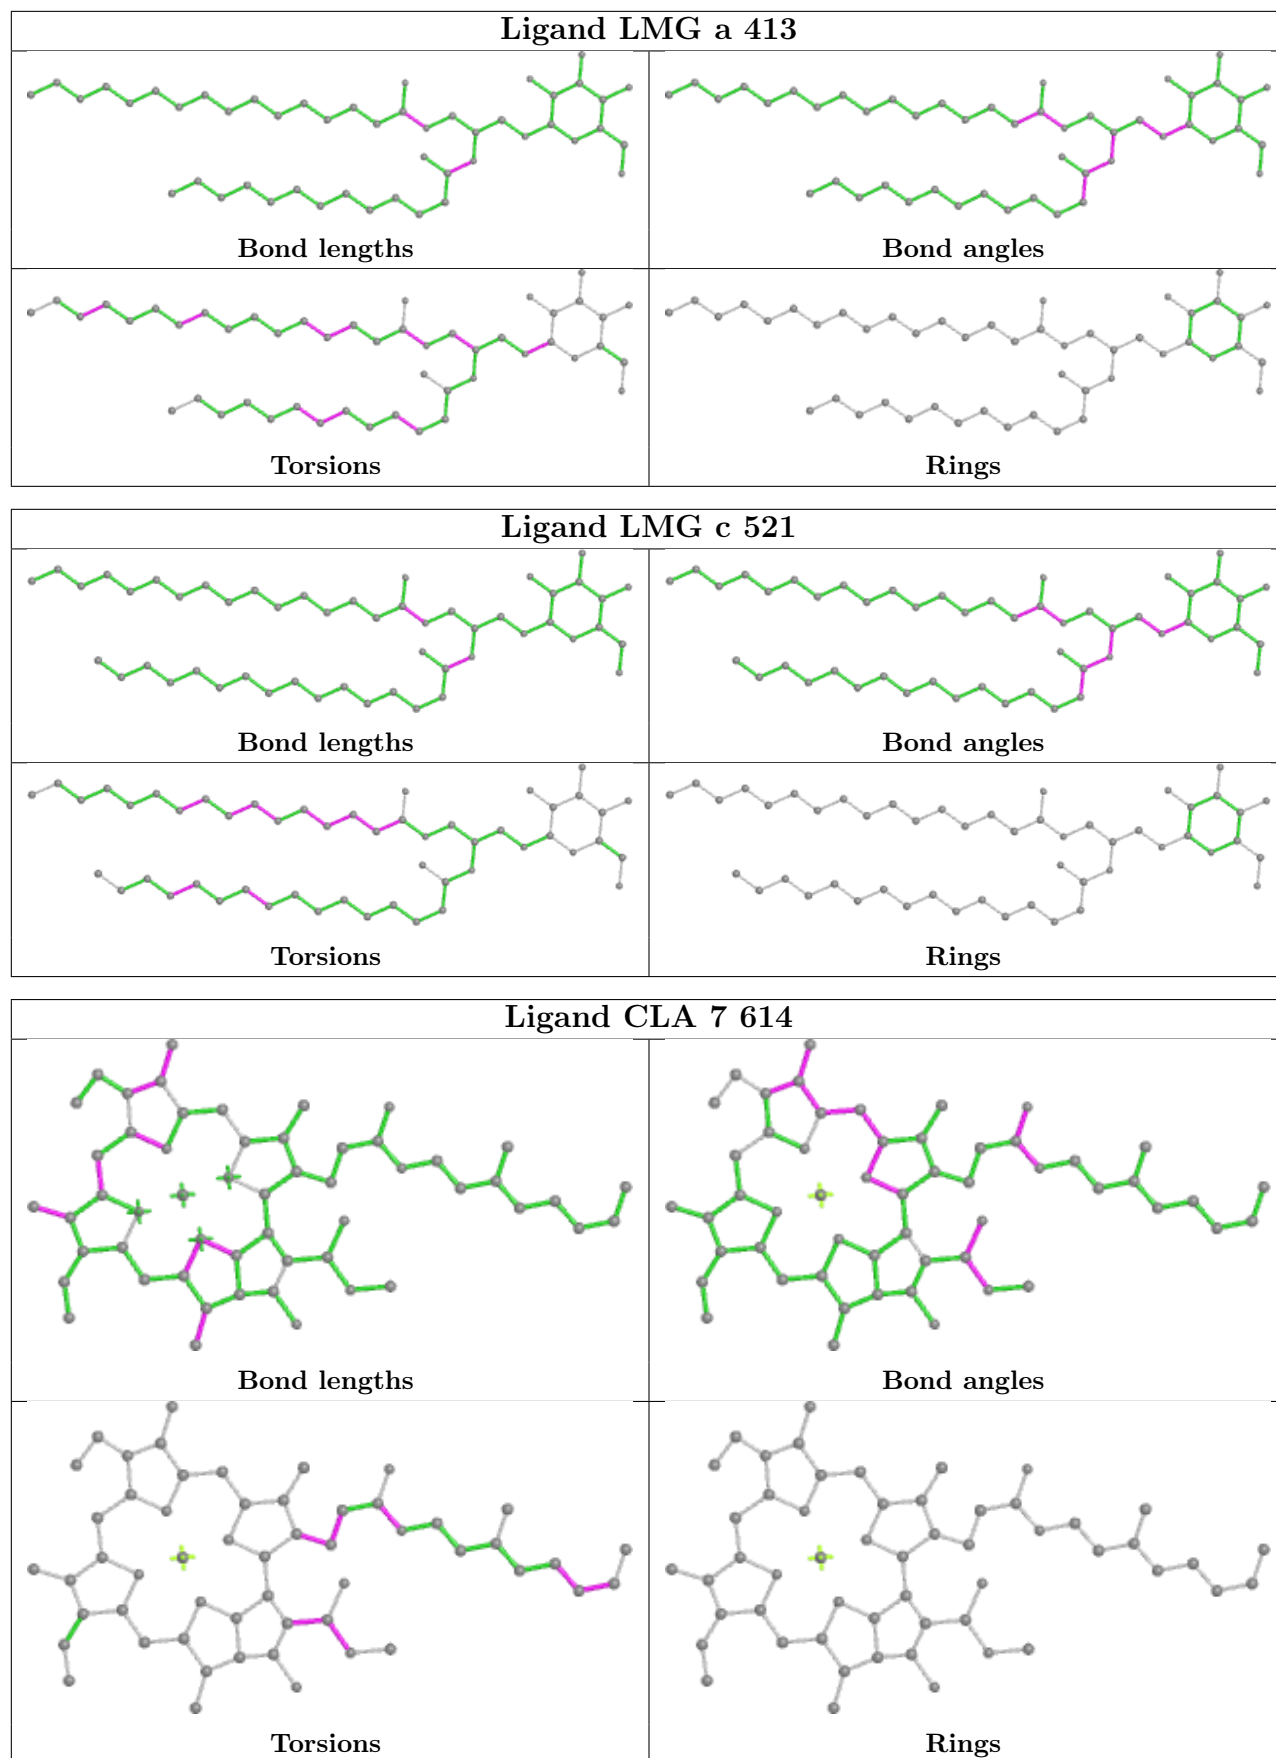 Ligand LMG a 413
Bond lengths
Bond angles
Torsions
Rings
Ligand LMG c 521
Bond lengths
Bond angles
Torsions
Rings
Ligand CLA 7 614
Bond lengths
Bond angles
Torsions
Rings